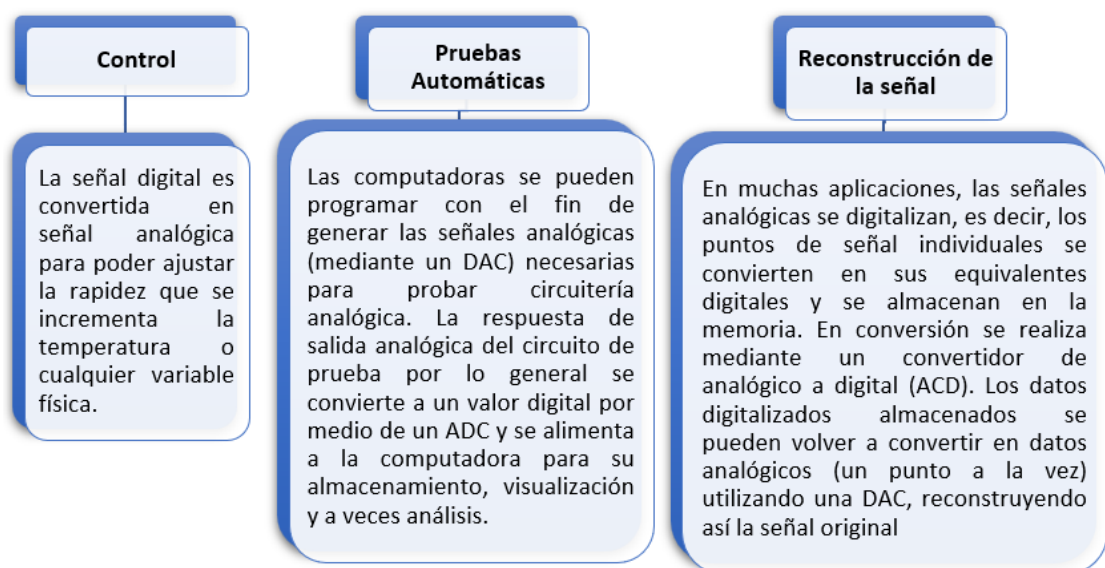 Control
La señal digital es
convertida en
señal analógica
para poder ajustar
la rapidez que se
incrementa la
temperatura o
cualquier variable
física.
Pruebas
Automáticas
Las computadoras se pueden
programar con el fin de
generar las señales analógicas
(mediante un DAC) necesarias
para probar circuitería
analógica. La respuesta de
salida analógica del circuito de
prueba por lo general se
convierte a un valor digital por
medio de un ADC y se alimenta
a la computadora para su
almacenamiento, visualización
y a veces análisis.
Reconstrucción de
la señal
En muchas aplicaciones, las señales
analógicas se digitalizan, es decir, los
puntos de señal individuales se
convierten en sus equivalentes
digitales y se almacenan en la
memoria. En conversión se realiza
mediante un convertidor de
analógico a digital (ACD). Los datos
digitalizados almacenados se
pueden volver a convertir en datos
analógicos (un punto a la vez)
utilizando una DAC, reconstruyendo
así la señal original